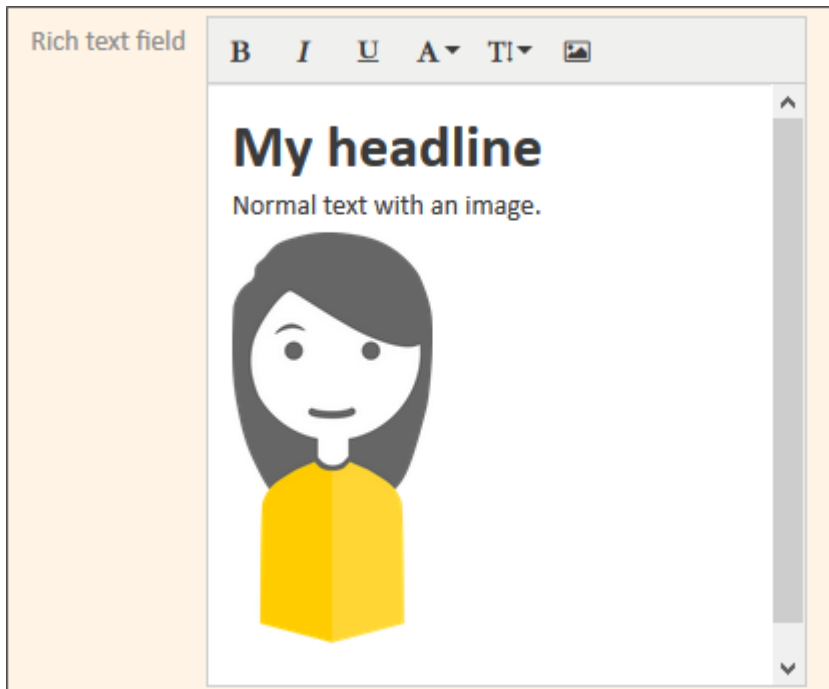 Rich text field
B I U A T
My headline
Normal text with an image.